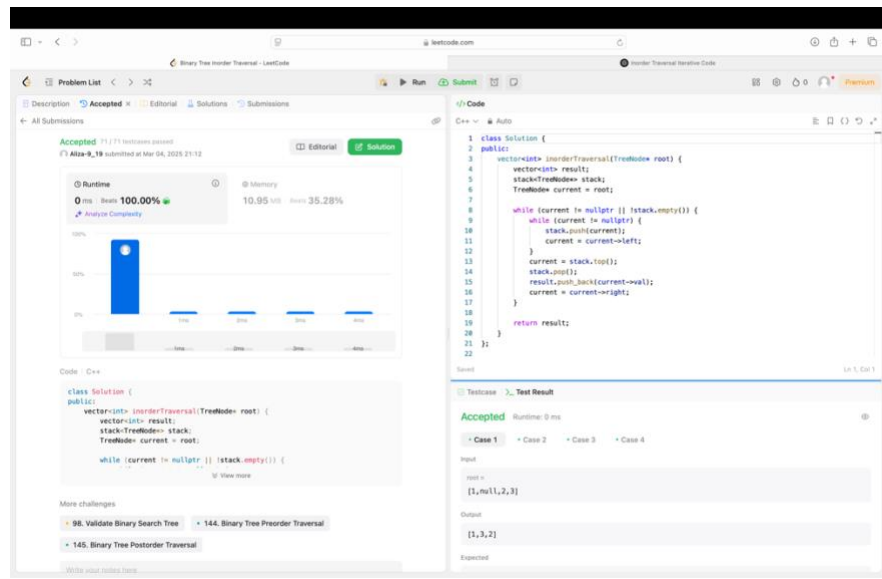 leetcode.com
Binary Tree Inorder Traversal - LeetCode
Inorder Traversal Iterative Code
Problem List
Run
Submit
0
Premium
Description
Accepted
Editorial
Solutions
Submissions
All Submissions
Accepted 71 / 71 testcases passed
Aliza-9_19 submitted at Mar 04, 2025 21:12
Editorial
Solution
Runtime
0 ms Beats 100.00%
Analyze Complexity
Memory
10.95 MB Beats 35.28%
100%
50%
0%
1ms 2ms 3ms 4ms
1ms 2ms 3ms 4ms
Code C++
class Solution {
public:
vector<int> inorderTraversal(TreeNode* root) {
vector<int> result;
stack<TreeNode*> stack;
TreeNode* current = root;
while (current != nullptr || !stack.empty()) {
View more
More challenges
98. Validate Binary Search Tree
144. Binary Tree Preorder Traversal
145. Binary Tree Postorder Traversal
Write your notes here
</> Code
C++ Auto
1 class Solution {
2 public:
3 vector<int> inorderTraversal(TreeNode* root) {
4 vector<int> result;
5 stack<TreeNode*> stack;
6 TreeNode* current = root;
7
8 while (current != nullptr || !stack.empty()) {
9 while (current != nullptr) {
10 stack.push(current);
11 current = current->left;
12 }
13 current = stack.top();
14 stack.pop();
15 result.push_back(current->val);
16 current = current->right;
17 }
18
19 return result;
20 }
21 };
22
Saved
Ln 1, Col 1
Testcase
>_ Test Result
Accepted Runtime: 0 ms
• Case 1 • Case 2 • Case 3 • Case 4
Input
root =
[1,null,2,3]
Output
[1,3,2]
Expected